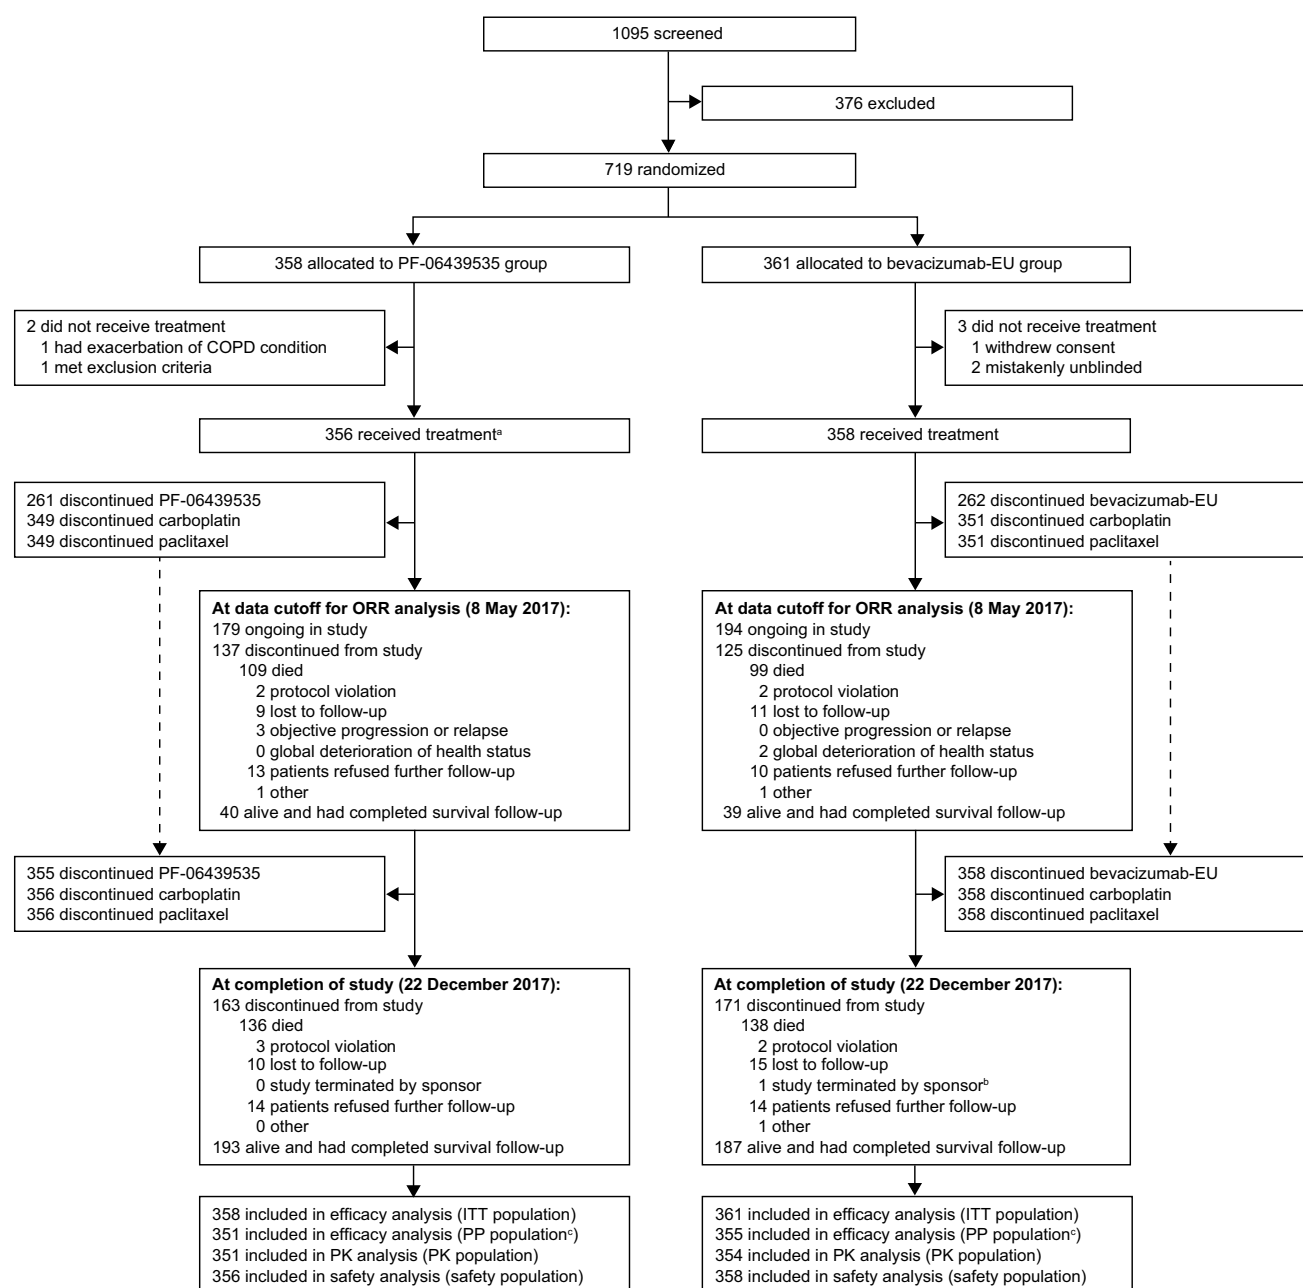 1095 screened
376 excluded
719 randomized
358 allocated to PF-06439535 group
361 allocated to bevacizumab-EU group
2 did not receive treatment
1 had exacerbation of COPD condition
1 met exclusion criteria
3 did not receive treatment
1 withdrew consent
2 mistakenly unblinded
356 received treatmentᵃ
358 received treatment
261 discontinued PF-06439535
349 discontinued carboplatin
349 discontinued paclitaxel
262 discontinued bevacizumab-EU
351 discontinued carboplatin
351 discontinued paclitaxel
At data cutoff for ORR analysis (8 May 2017):
179 ongoing in study
137 discontinued from study
109 died
2 protocol violation
9 lost to follow-up
3 objective progression or relapse
0 global deterioration of health status
13 patients refused further follow-up
1 other
40 alive and had completed survival follow-up
At data cutoff for ORR analysis (8 May 2017):
194 ongoing in study
125 discontinued from study
99 died
2 protocol violation
11 lost to follow-up
0 objective progression or relapse
2 global deterioration of health status
10 patients refused further follow-up
1 other
39 alive and had completed survival follow-up
355 discontinued PF-06439535
356 discontinued carboplatin
356 discontinued paclitaxel
358 discontinued bevacizumab-EU
358 discontinued carboplatin
358 discontinued paclitaxel
At completion of study (22 December 2017):
163 discontinued from study
136 died
3 protocol violation
10 lost to follow-up
0 study terminated by sponsor
14 patients refused further follow-up
0 other
193 alive and had completed survival follow-up
At completion of study (22 December 2017):
171 discontinued from study
138 died
2 protocol violation
15 lost to follow-up
1 study terminated by sponsorᵇ
14 patients refused further follow-up
1 other
187 alive and had completed survival follow-up
358 included in efficacy analysis (ITT population)
351 included in efficacy analysis (PP populationᶜ)
351 included in PK analysis (PK population)
356 included in safety analysis (safety population)
361 included in efficacy analysis (ITT population)
355 included in efficacy analysis (PP populationᶜ)
354 included in PK analysis (PK population)
358 included in safety analysis (safety population)